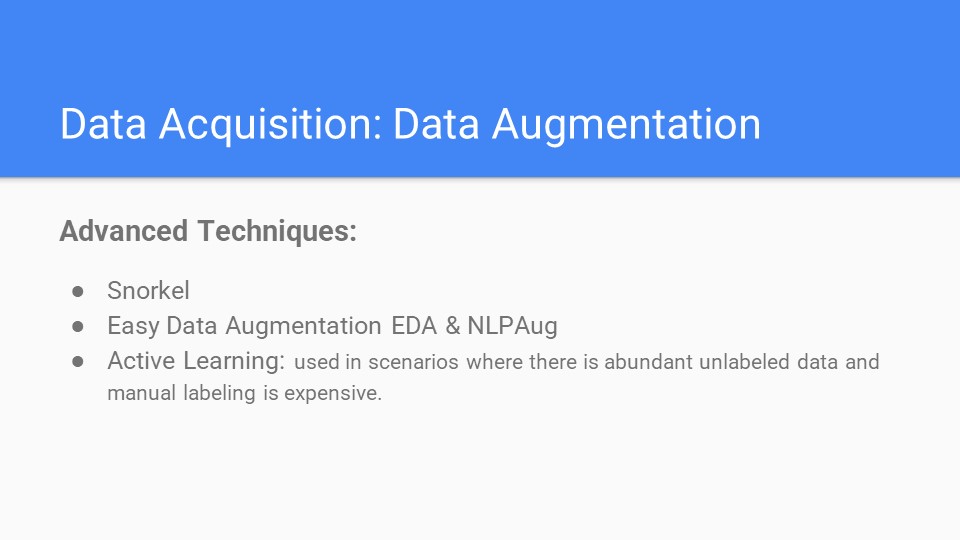 Data Acquisition: Data Augmentation
Advanced Techniques:
● Snorkel
● Easy Data Augmentation EDA & NLPAug
● Active Learning: used in scenarios where there is abundant unlabeled data and
manual labeling is expensive.